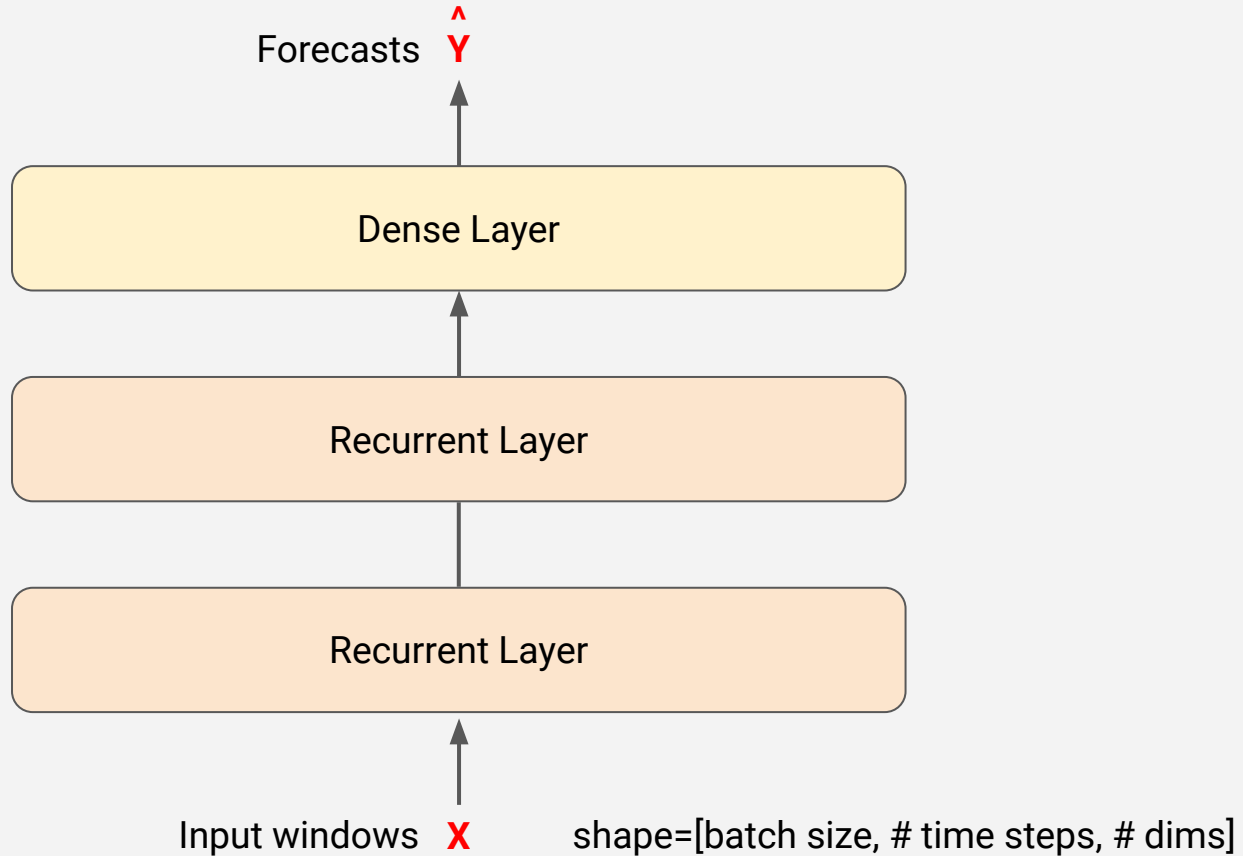 ^
Forecasts Y
Dense Layer
Recurrent Layer
Recurrent Layer
Input windows X shape=[batch size, # time steps, # dims]